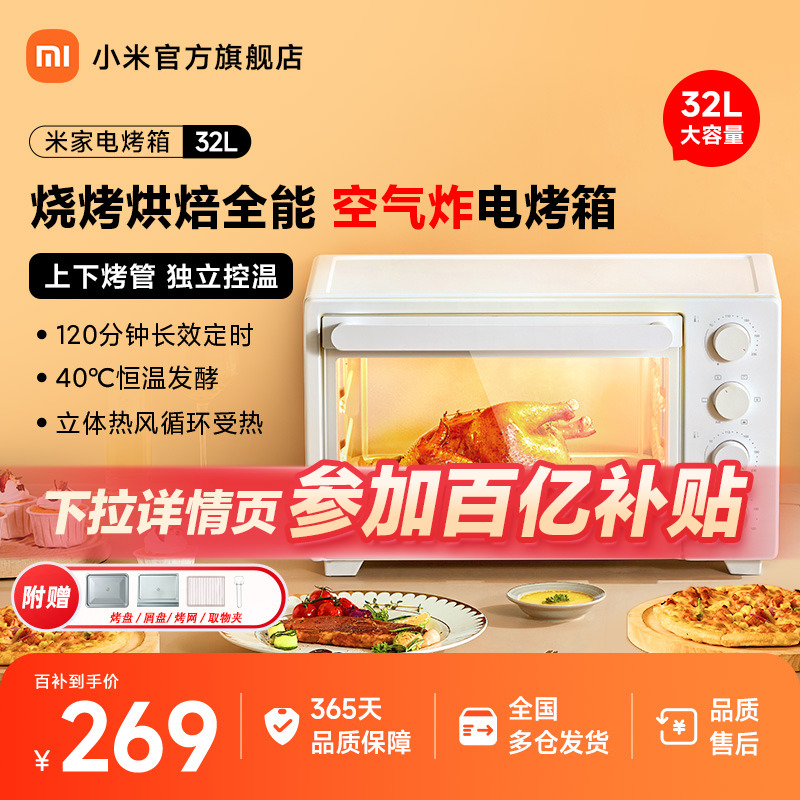 小米官方旗舰店
32L
大容量
米家电烤箱 32L
烧烤烘焙全能 空气炸电烤箱
上下烤管 独立控温
120分钟长效定时
40℃恒温发酵
立体热风循环受热
下拉详情页 参加百亿补贴
附赠
烤盘/屑盘/烤网/取物夹
百补到手价
¥269
365天
品质保障
全国
多仓发货
品质
售后